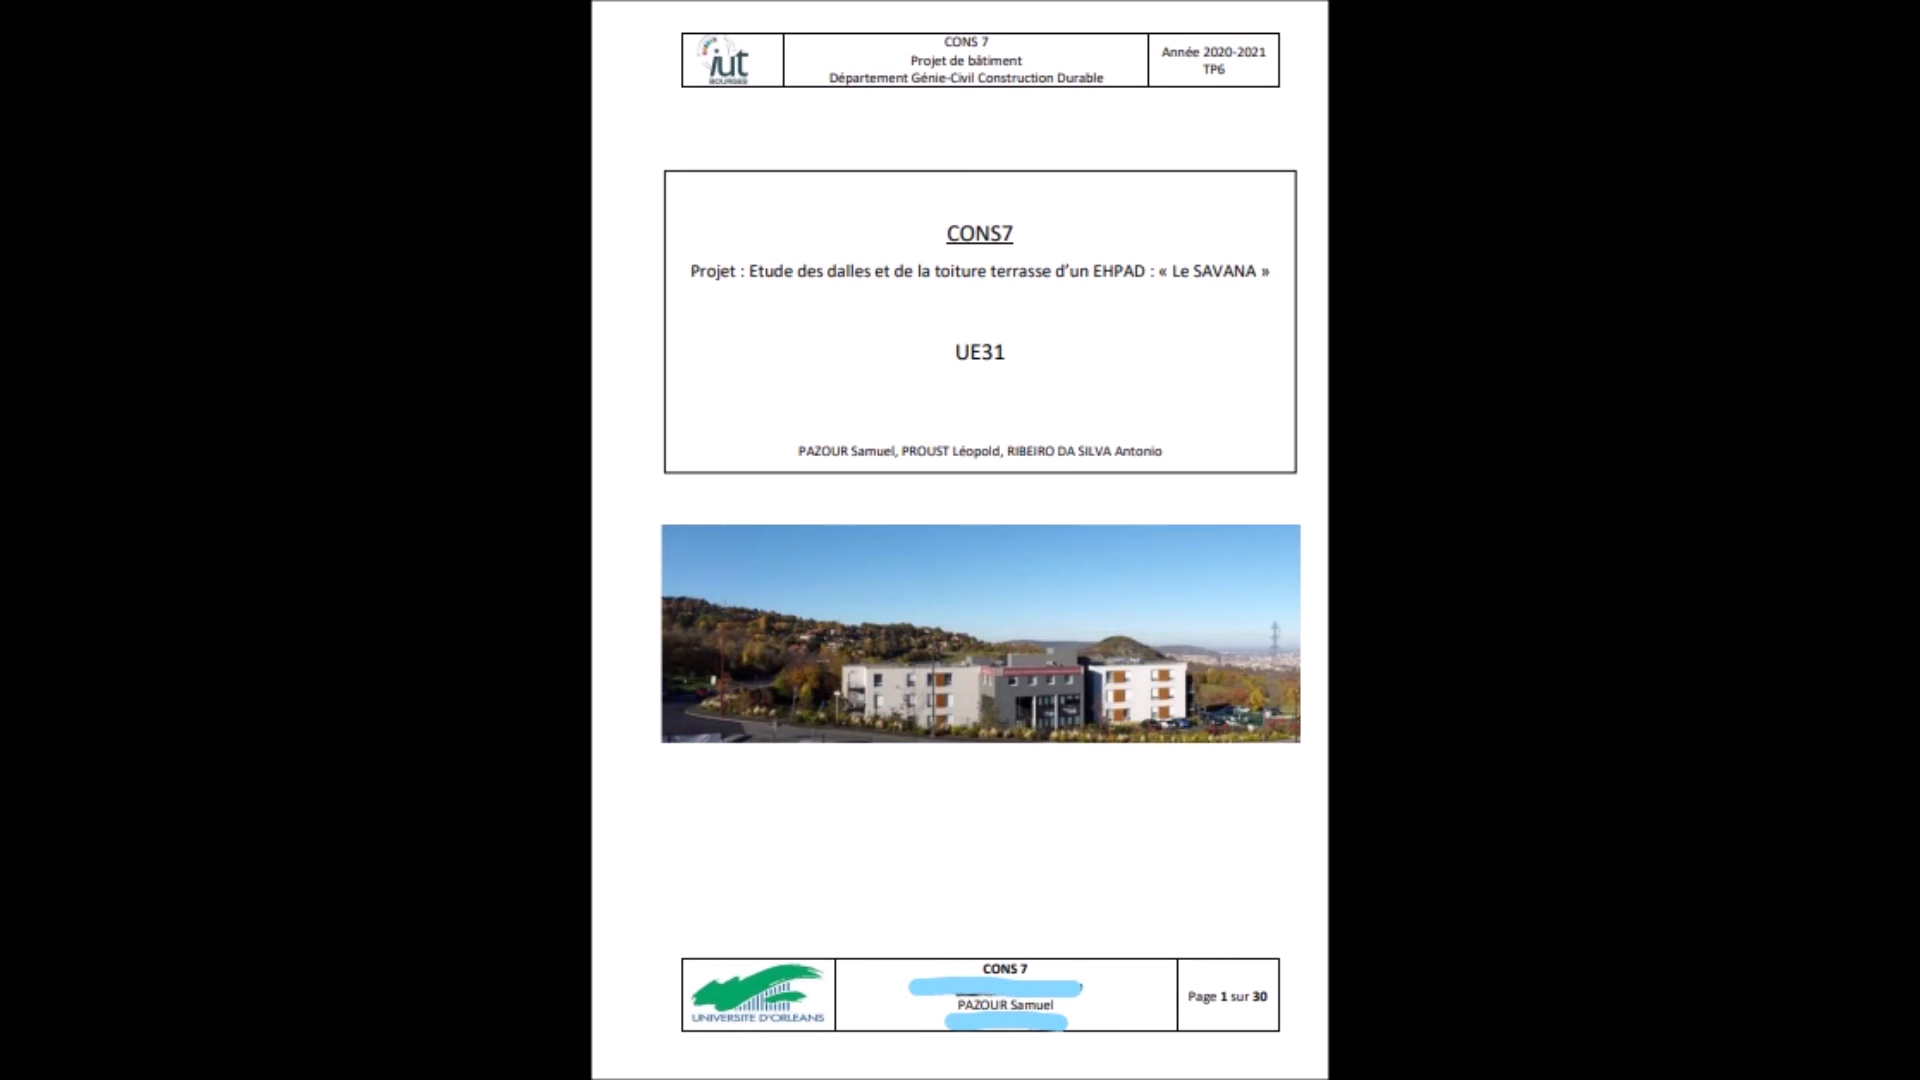 iut
BOURGES
CONS 7
Projet de bâtiment
Département Génie-Civil Construction Durable
Année 2020-2021
TP6
CONS7
Projet : Etude des dalles et de la toiture terrasse d’un EHPAD : « Le SAVANA »
UE31
PAZOUR Samuel, PROUST Léopold, RIBEIRO DA SILVA Antonio
UNIVERSITE D'ORLEANS
CONS 7
PAZOUR Samuel
Page 1 sur 30